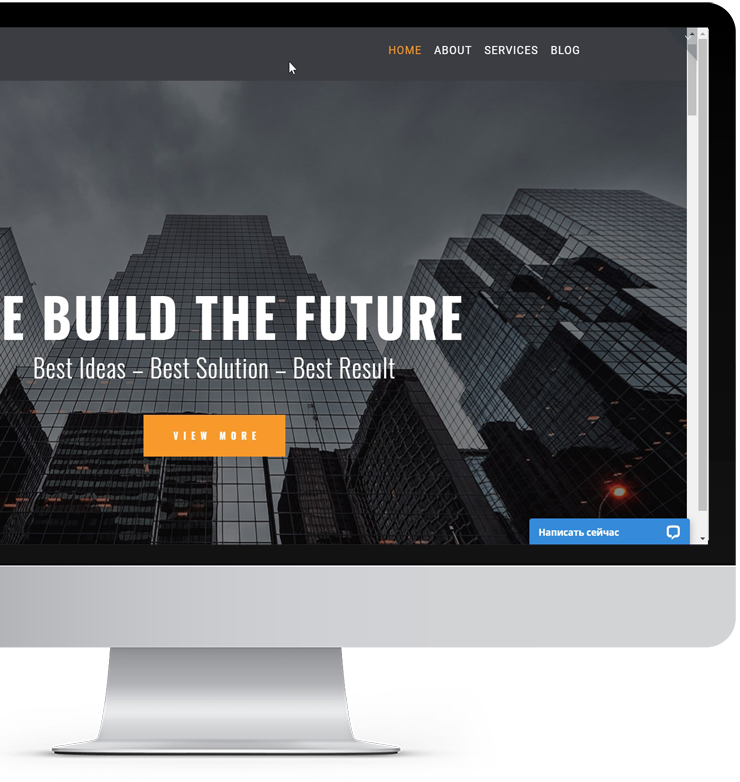 HOME ABOUT SERVICES BLOG
E BUILD THE FUTURE
Best Ideas – Best Solution – Best Result
VIEW MORE
Написать сейчас